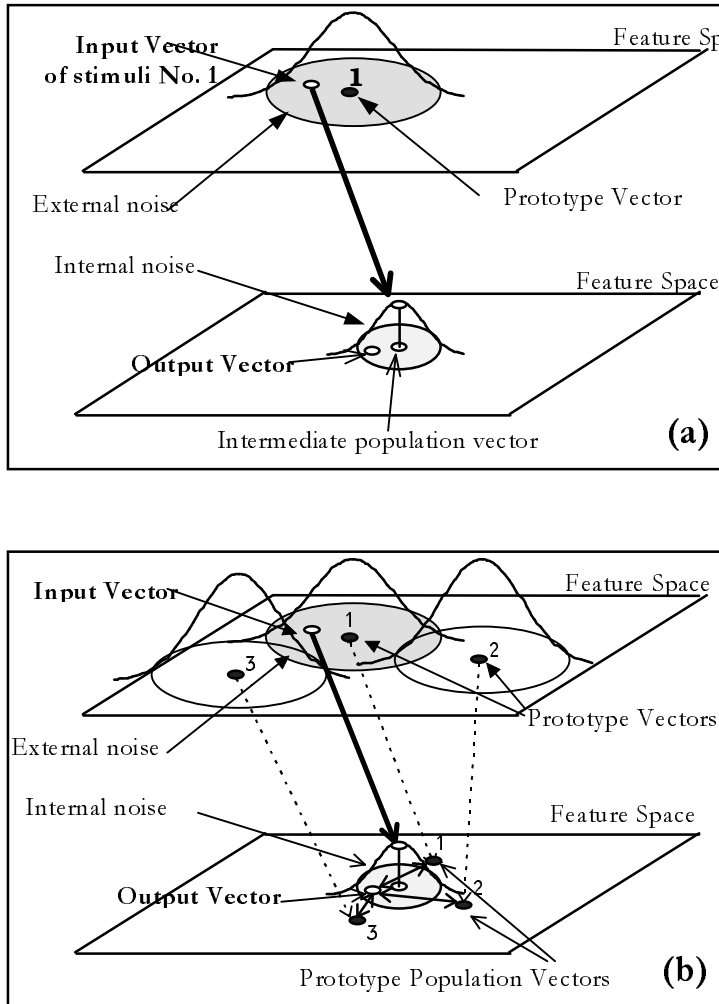 Input Vector
of stimuli No. 1
Feature Sp
1
External noise
Prototype Vector
Internal noise
Feature Space
Output Vector
Intermediate population vector
(a)
Input Vector
Feature Space
1
2
3
Prototype Vectors
External noise
Internal noise
Feature Space
1
Output Vector
2
3
Prototype Population Vectors
(b)